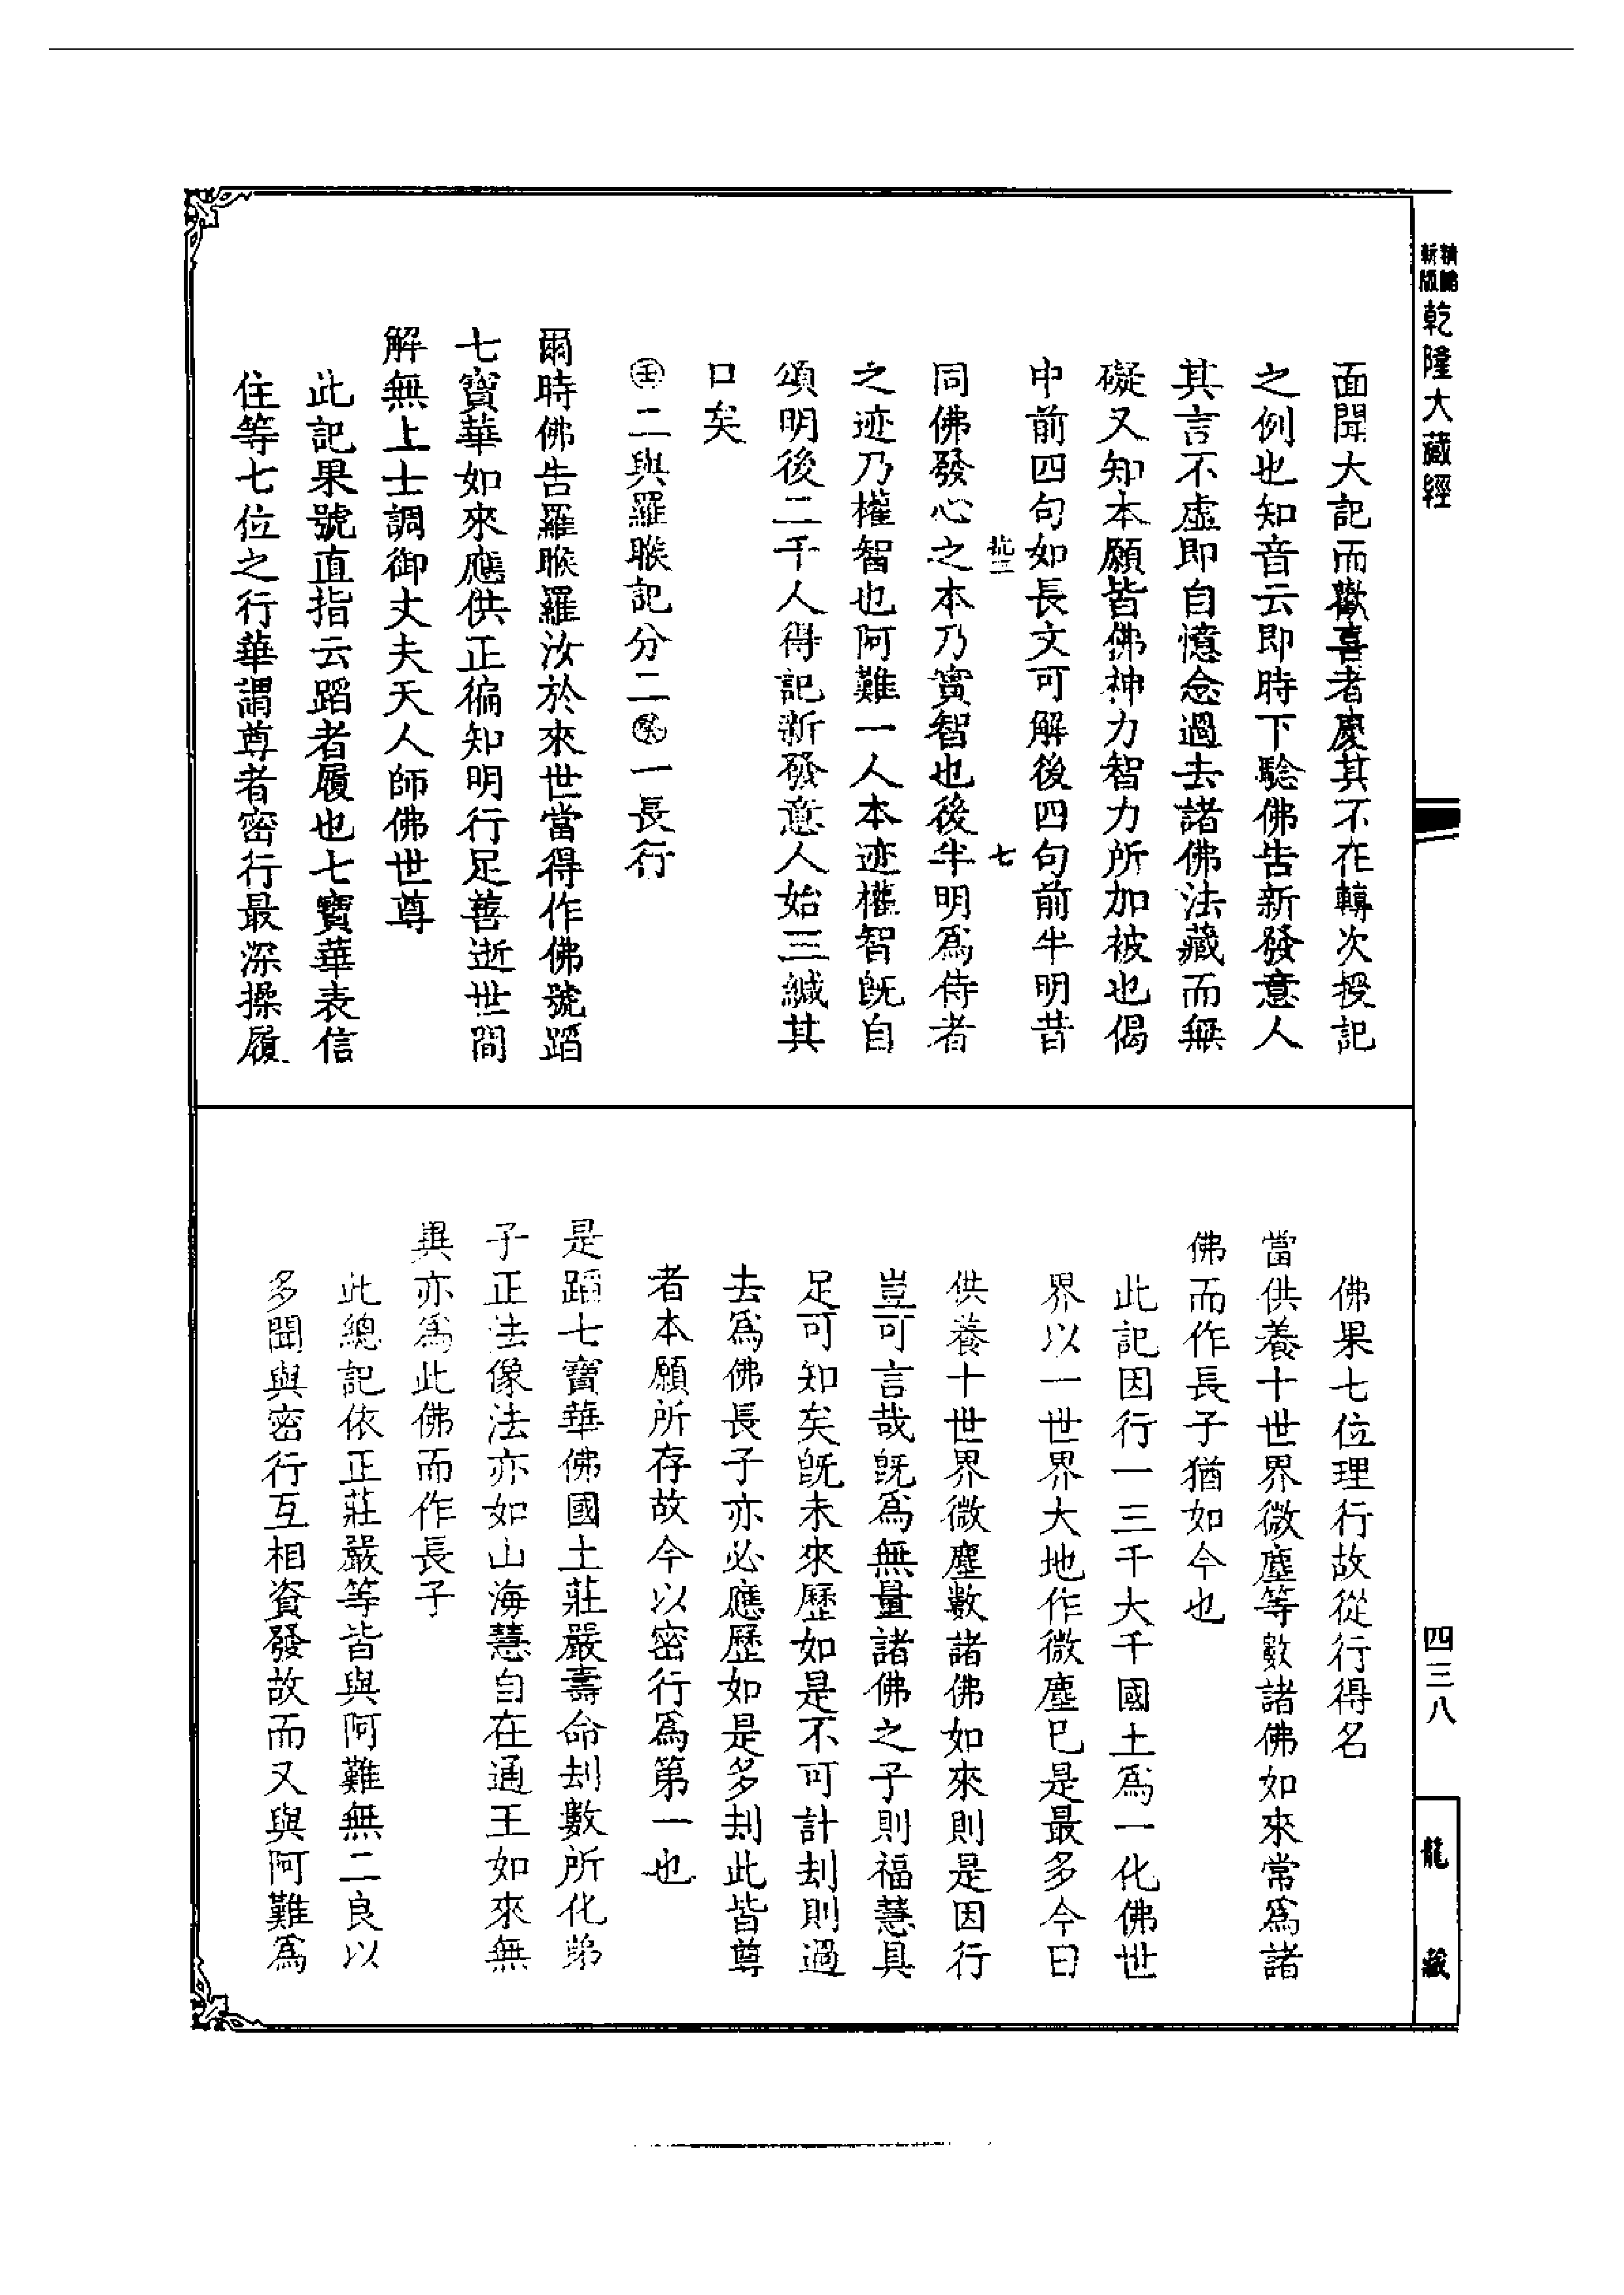 新版
精縮
乾隆大藏經
面聞大記而歡喜者慶其不在轉次授記
之例也知音云即時下驗佛告新發意人
其言不虛即自憶念過去諸佛法藏而無
礙又知本願皆佛神力智力所加被也偈
中前四句如長文可解後四句前半明昔
七
同佛發心之本乃實智也後半明爲侍者
之迹乃權智也阿難一人本迹權智旣自
頌明後二千人得記新發意人始三緘其
口矣
二與羅睺記分二 一長行
爾時佛告羅睺羅汝於來世當得作佛號蹈
七寶華如來應供正徧知明行足善逝世間
解無上士調御丈夫天人師佛世尊
此記果號直指云蹈者履也七寶華表信
住等七位之行華謂尊者密行最深操履
佛果七位理行故從行得名
當供養十世界微塵等數諸佛如來常爲諸
佛而作長子猶如今也
此記因行一三千大千國土爲一化佛世
界以一世界大地作微塵巳是最多今曰
供養十世界微塵數諸佛如來則是因行
豈可言哉旣爲無量諸佛之子則福慧具
足可知矣旣未來歷如是不可計刦則過
去爲佛長子亦必應歷如是多刦此皆尊
者本願所存故今以密行爲第一也
是蹈七寶華佛國土莊嚴壽命刦數所化弟
子正法像法亦如山海慧自在通王如來無
異亦爲此佛而作長子
此總記依正莊嚴等皆與阿難無二良以
多聞與密行互相資發故而又與阿難爲
四三八
龍藏